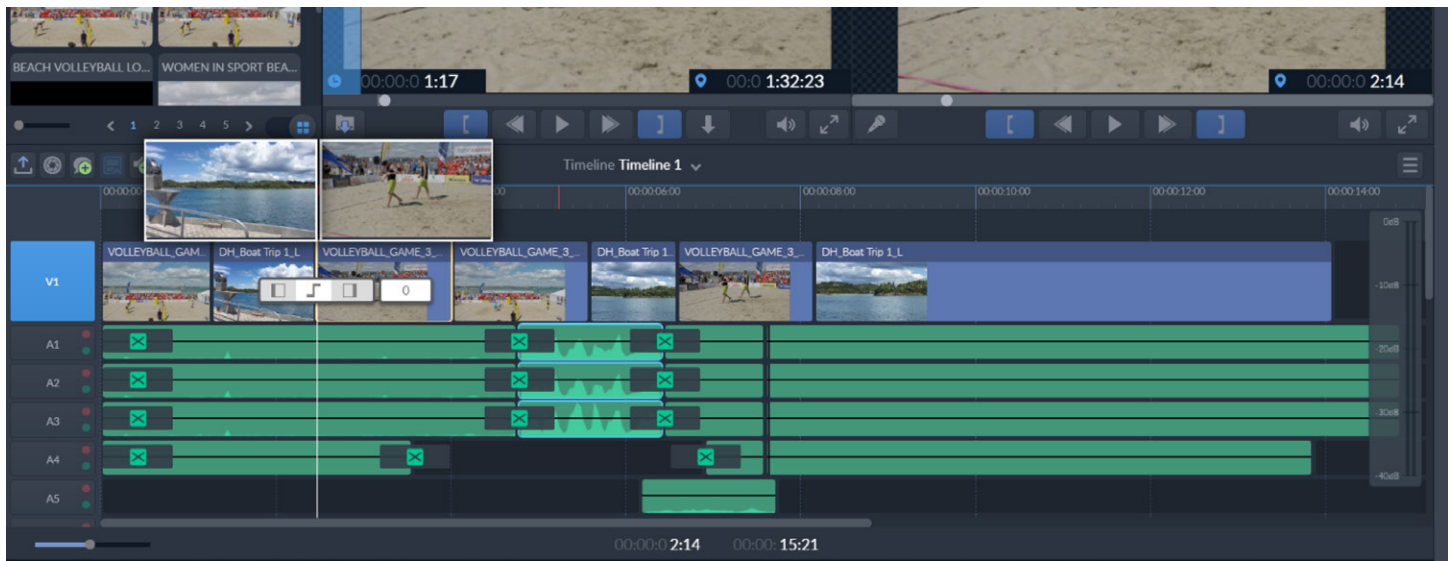 BEACH VOLLEYBALL LO...
WOMEN IN SPORT BEA...
00:00:0 1:17
00:0 1:32:23
00:00:0 2:14
1 2 3 4 5
Timeline Timeline 1
00:00:00
:00
00:00:06:00
00:00:08:00
00:00:10:00
00:00:12:00
00:00:14:00
0dB
V1
VOLLEYBALL_GAM...
DH_Boat Trip 1_L
VOLLEYBALL_GAME_3_...
VOLLEYBALL_GAME_3_...
DH_Boat Trip 1...
VOLLEYBALL_GAME_3_...
DH_Boat Trip 1_L
0
-10dB
A1
-20dB
A2
A3
-30dB
A4
-40dB
A5
00:00:0 2:14
00:00: 15:21